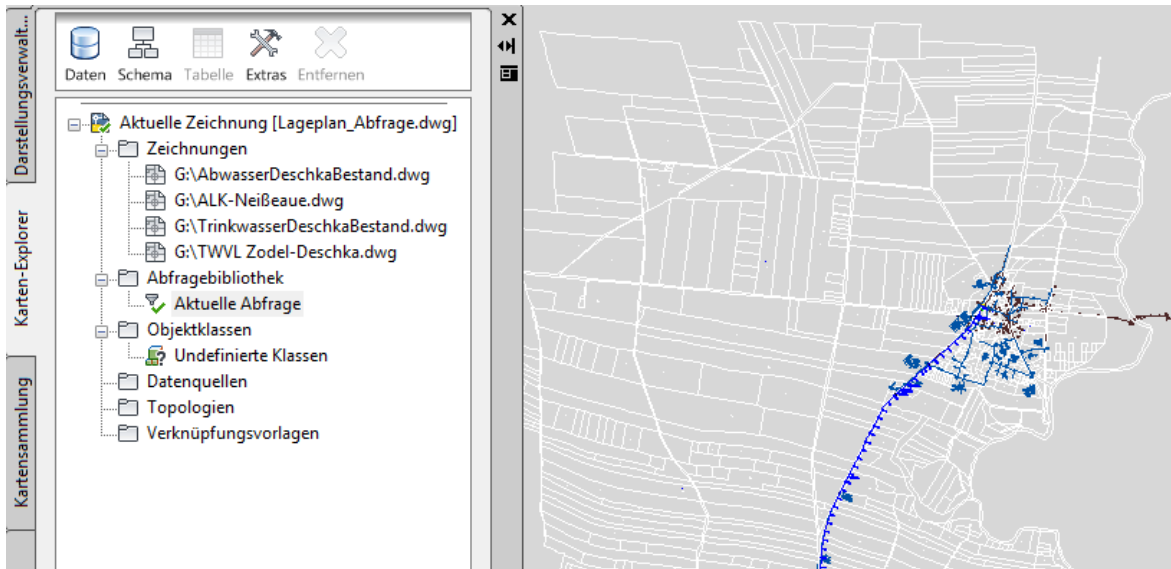 Darstellungsverwalt...
Karten-Explorer
Kartensammlung
Daten Schema Tabelle Extras Entfernen
Aktuelle Zeichnung [Lageplan_Abfrage.dwg]
Zeichnungen
G:\AbwasserDeschkaBestand.dwg
G:\ALK-Neißeaue.dwg
G:\TrinkwasserDeschkaBestand.dwg
G:\TWVL Zodel-Deschka.dwg
Abfragebibliothek
Aktuelle Abfrage
Objektklassen
Undefinierte Klassen
Datenquellen
Topologien
Verknüpfungsvorlagen